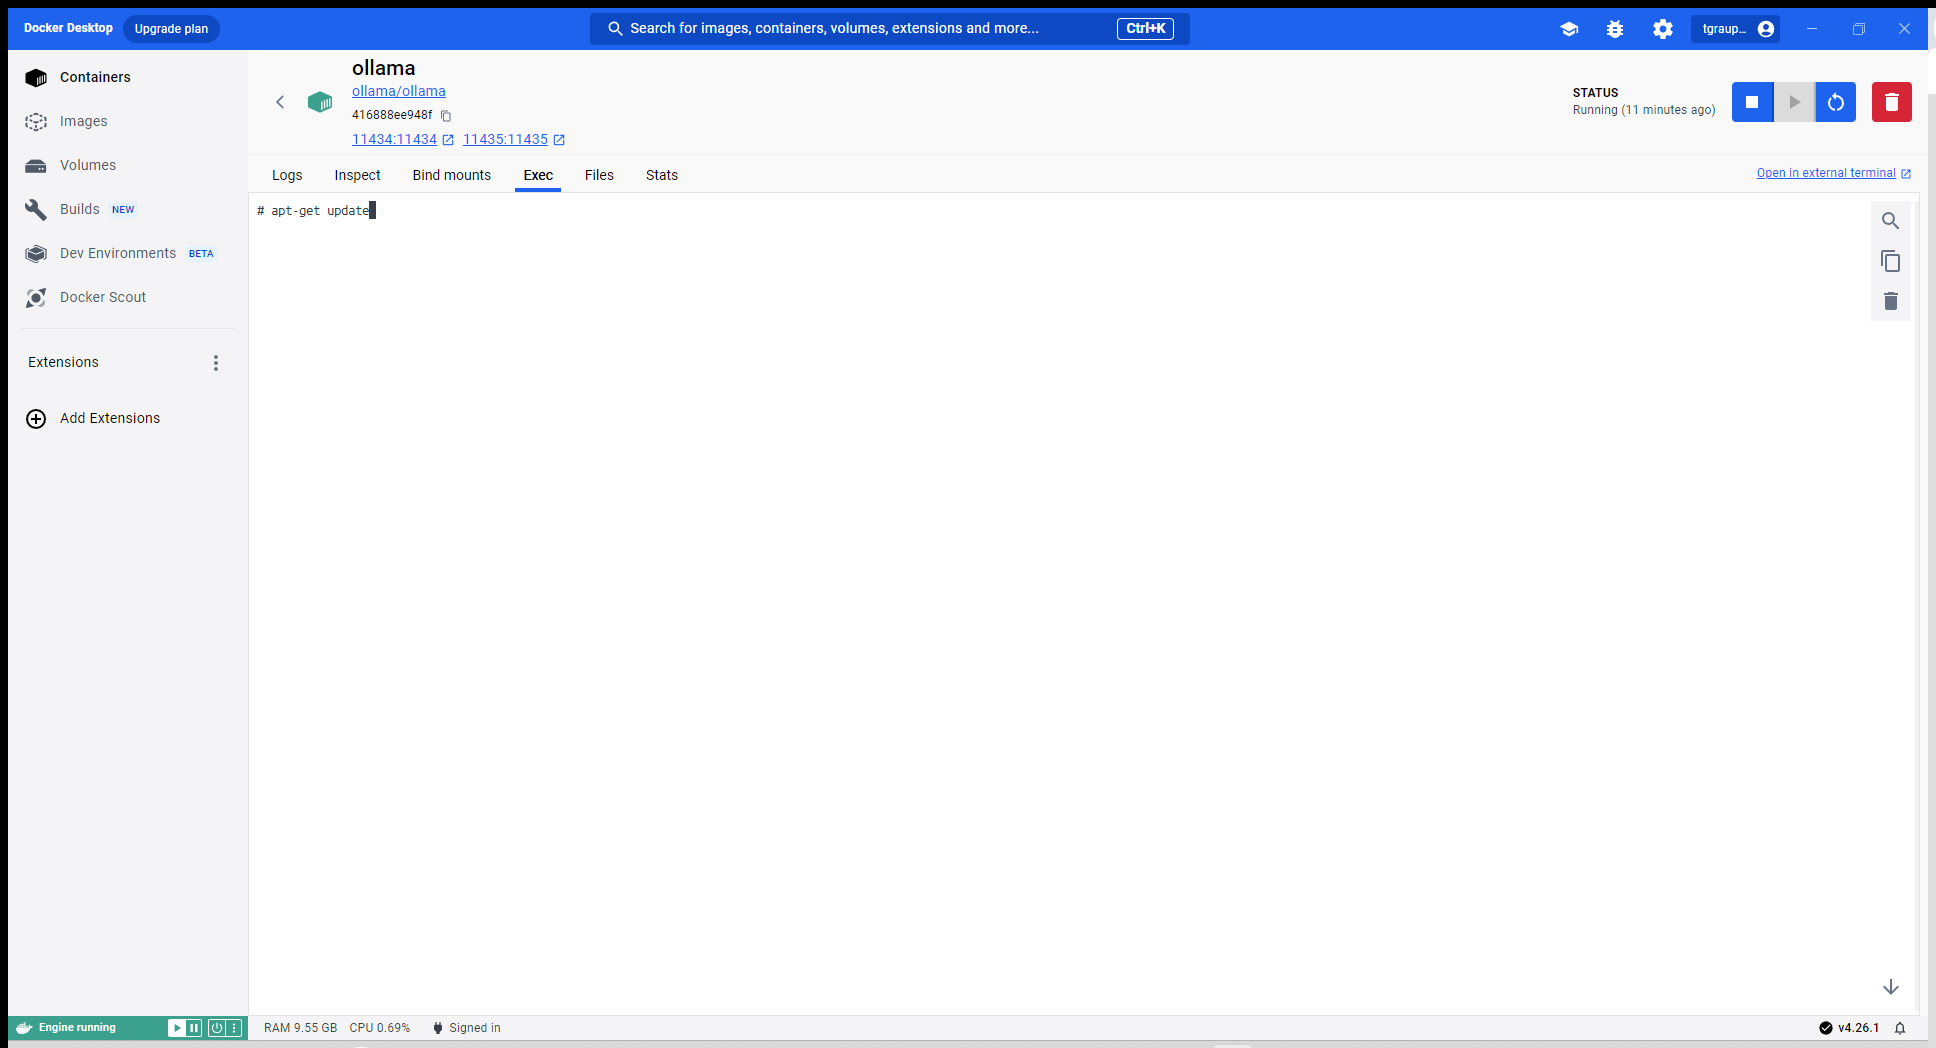 Docker Desktop Upgrade plan Search for images, containers, volumes, extensions and more... Ctrl+K tgraup...
Containers
Images
Volumes
Builds NEW
Dev Environments BETA
Docker Scout
Extensions
Add Extensions
ollama
ollama/ollama
416888ee948f
11434:11434 11435:11435
STATUS
Running (11 minutes ago)
Logs Inspect Bind mounts Exec Files Stats Open in external terminal
# apt-get update
Engine running RAM 9.55 GB CPU 0.69% Signed in v4.26.1